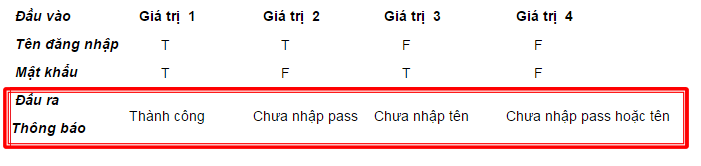 Đầu vào Giá trị 1 Giá trị 2 Giá trị 3 Giá trị 4
Tên đăng nhập T T F F
Mật khẩu T F T F
Đầu ra
Thông báo Thành công Chưa nhập pass Chưa nhập tên Chưa nhập pass hoặc tên